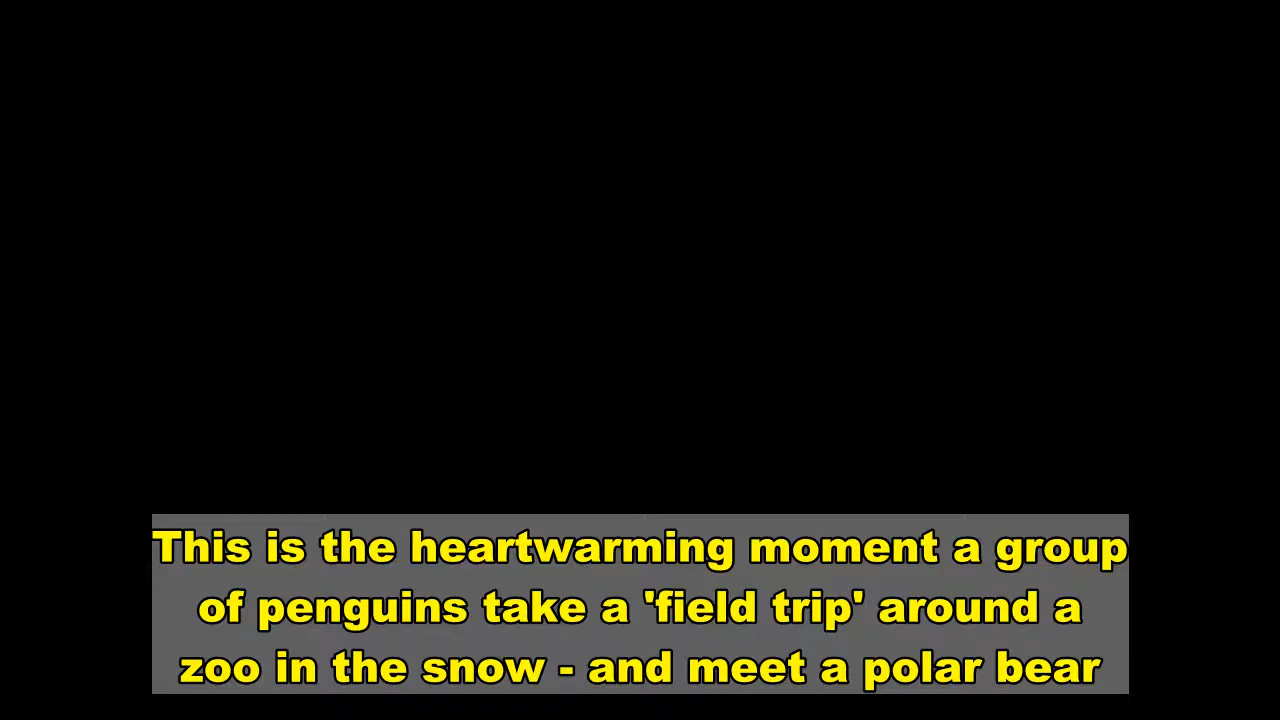 This is the heartwarming moment a group
of penguins take a 'field trip' around a
zoo in the snow - and meet a polar bear